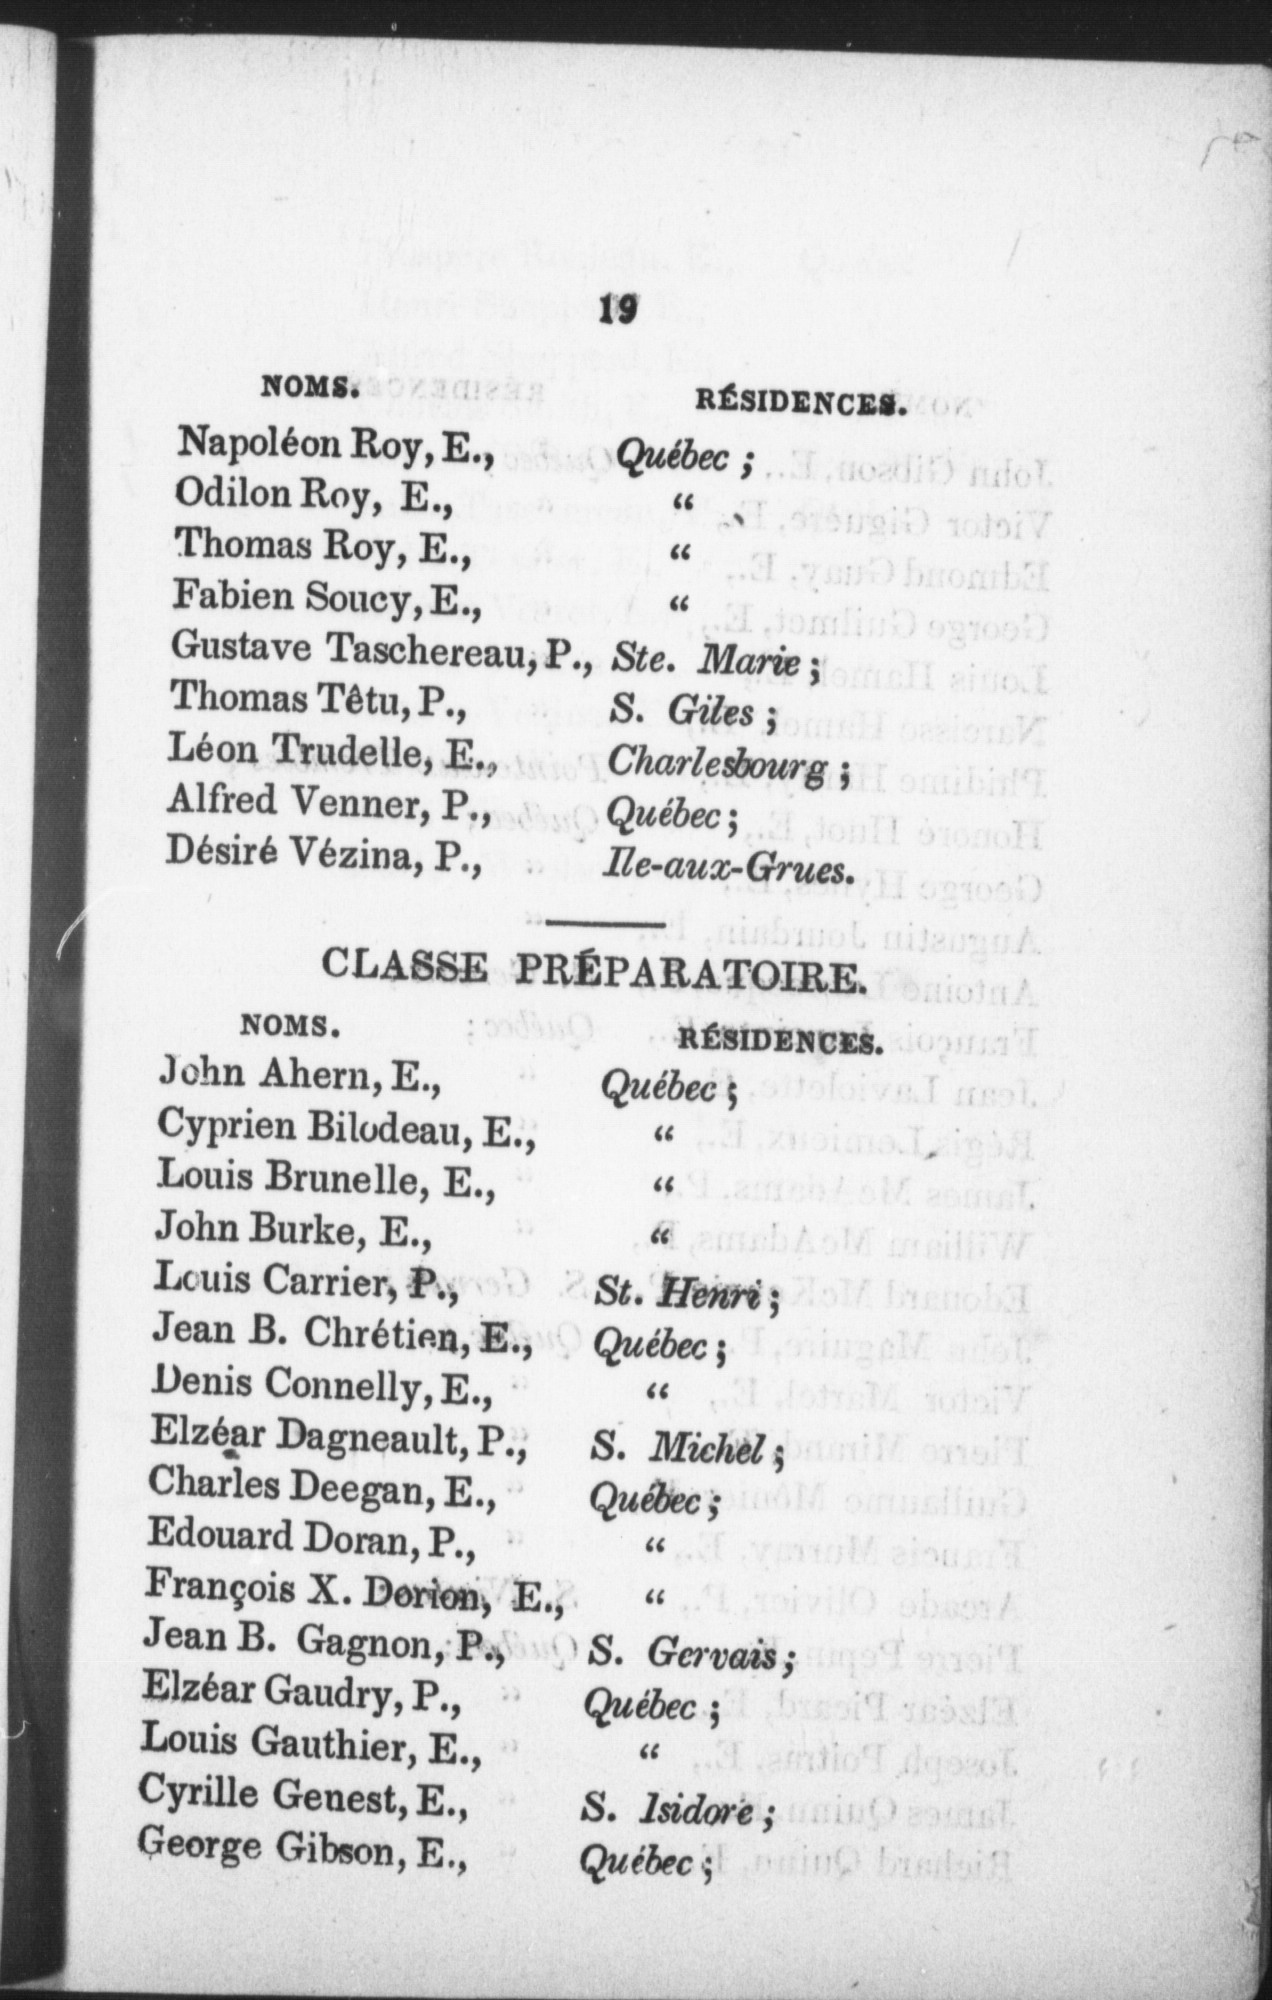 19
NOMS. RÉSIDENCES.
Napoléon Roy, E., Québec ;
Odilon Roy, E., “
Thomas Roy, E., “
Fabien Soucy, E., “
Gustave Taschereau, P., Ste. Marie ;
Thomas Têtu, P., S. Giles ;
Léon Trudelle, E., Charlesbourg ;
Alfred Venner, P., Québec ;
Désiré Vézina, P., Ile-aux-Grues.
CLASSE PRÉPARATOIRE.
NOMS. RÉSIDENCES.
John Ahern, E., Québec ;
Cyprien Bilodeau, E., “
Louis Brunelle, E., “
John Burke, E., “
Louis Carrier, P., St. Henri ;
Jean B. Chrétien, E., Québec ;
Denis Connelly, E., “
Elzéar Dagneault, P., S. Michel ;
Charles Deegan, E., Québec ;
Edouard Doran, P., “
François X. Dorion, E., “
Jean B. Gagnon, P., S. Gervais ;
Elzéar Gaudry, P., Québec ;
Louis Gauthier, E., “
Cyrille Genest, E., S. Isidore ;
George Gibson, E., Québec ;